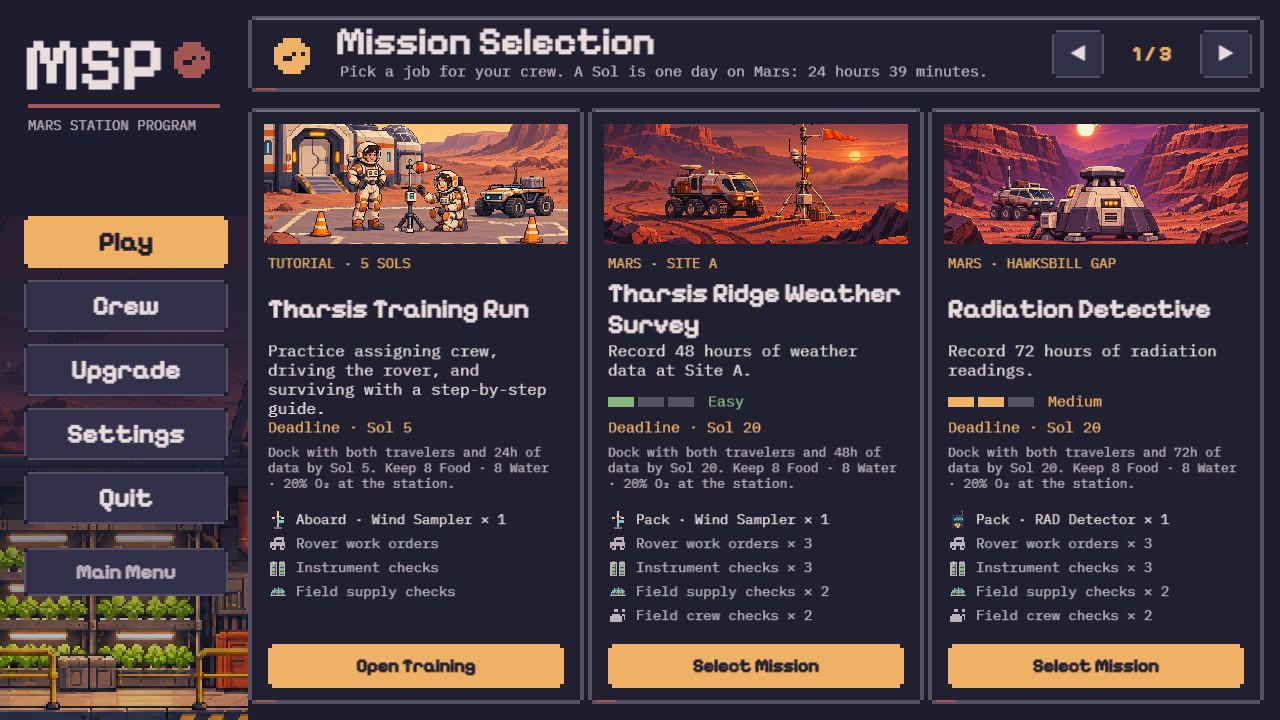 MSP
MARS STATION PROGRAM
Play
Crew
Upgrade
Settings
Quit
Main Menu
Mission Selection
Pick a job for your crew. A Sol is one day on Mars: 24 hours 39 minutes.
◀ 1/3 ▶
TUTORIAL · 5 SOLS
Tharsis Training Run
Practice assigning crew,
driving the rover, and
surviving with a step-by-step
guide.
Deadline · Sol 5
Dock with both travelers and 24h of
data by Sol 5. Keep 8 Food · 8 Water
· 20% O₂ at the station.
Aboard · Wind Sampler × 1
Rover work orders
Instrument checks
Field supply checks
Open Training
MARS · SITE A
Tharsis Ridge Weather
Survey
Record 48 hours of weather
data at Site A.
Easy
Deadline · Sol 20
Dock with both travelers and 48h of
data by Sol 20. Keep 8 Food · 8 Water
· 20% O₂ at the station.
Pack · Wind Sampler × 1
Rover work orders × 3
Instrument checks × 3
Field supply checks × 2
Field crew checks × 2
Select Mission
MARS · HAWKSBILL GAP
Radiation Detective
Record 72 hours of radiation
readings.
Medium
Deadline · Sol 20
Dock with both travelers and 72h of
data by Sol 20. Keep 8 Food · 8 Water
· 20% O₂ at the station.
Pack · RAD Detector × 1
Rover work orders × 3
Instrument checks × 3
Field supply checks × 2
Field crew checks × 2
Select Mission